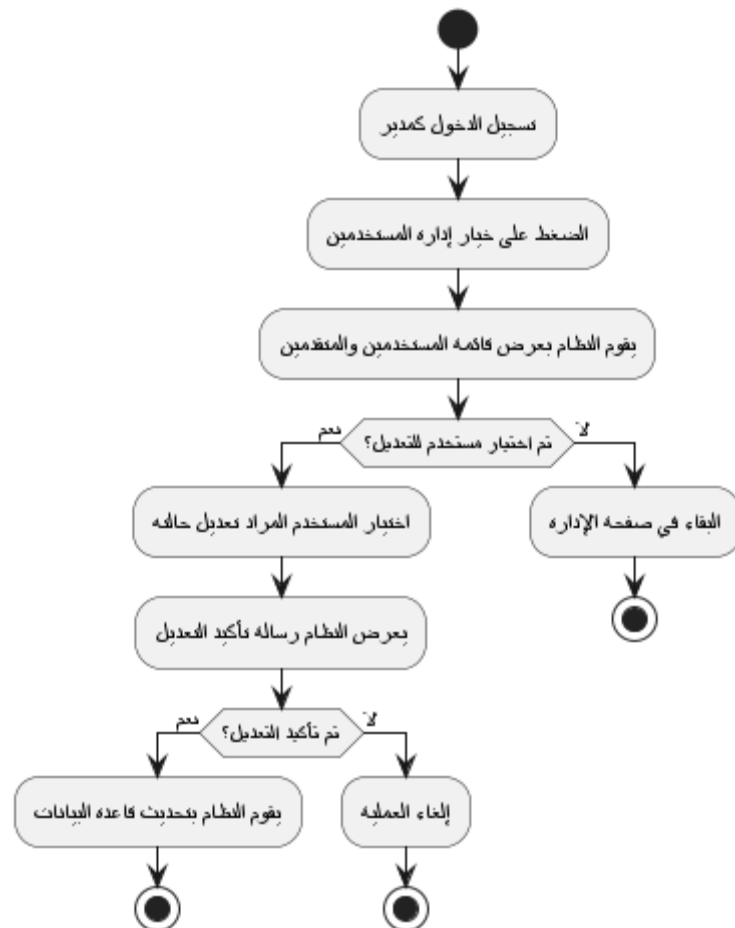 تسجيل الدخول كمدير
الضغط على خيار إدارة المستخدمين
يقوم النظام بعرض قائمة المستخدمين والمتقدمين
تم اختيار مستخدم للتعديل؟
نعم
لا
اختيار المستخدم المراد تعديل حالته
البقاء في صفحة الإدارة
يعرض النظام رسالة تأكيد التعديل
تم تأكيد التعديل؟
نعم
لا
يقوم النظام بتحديث قاعدة البيانات
إلغاء العملية